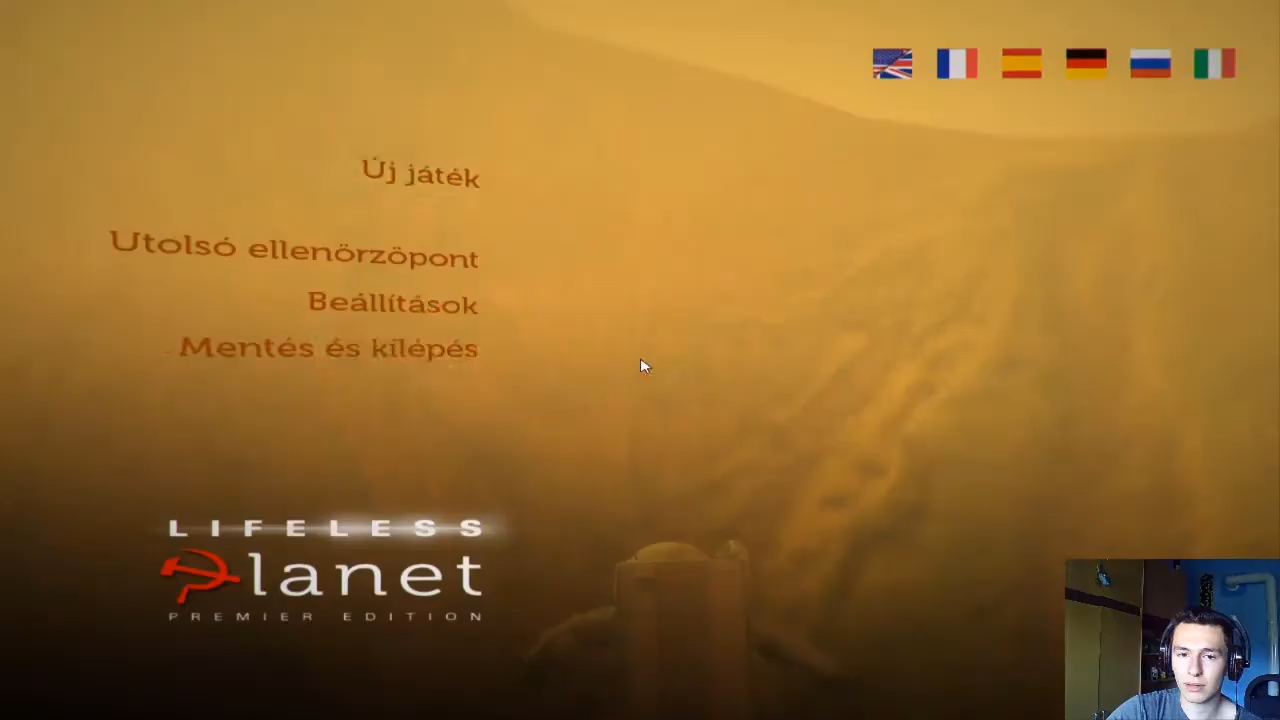 Új játék
Utolsó ellenörzöpont
Beállítások
Mentés és kilépés
LIFELESS
Planet
PREMIER EDITION